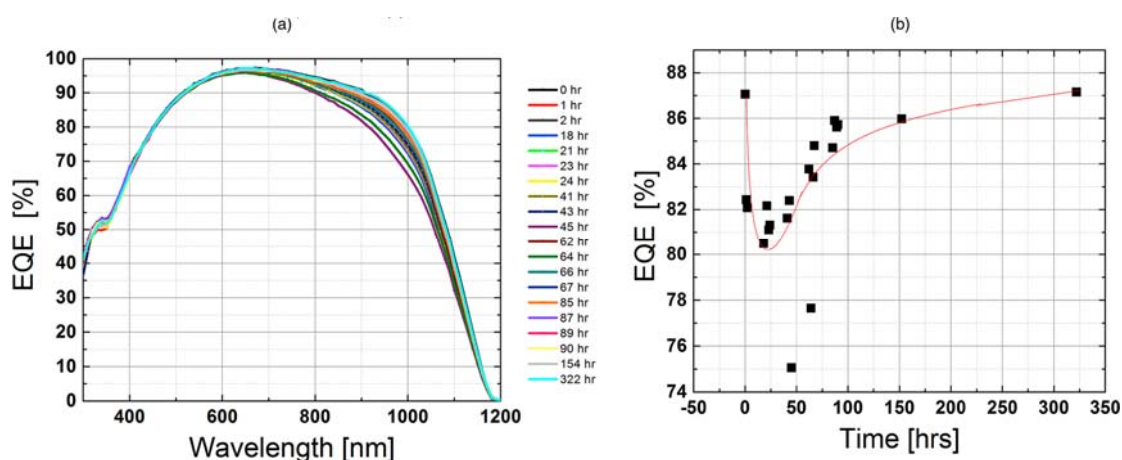 (a)
100
90
80
70
60
50
40
30
20
10
0
EQE [%]
400 600 800 1000 1200
Wavelength [nm]
0 hr
1 hr
2 hr
18 hr
21 hr
23 hr
24 hr
41 hr
43 hr
45 hr
62 hr
64 hr
66 hr
67 hr
85 hr
87 hr
89 hr
90 hr
154 hr
322 hr
(b)
88
86
84
82
80
78
76
74
EQE [%]
-50 0 50 100 150 200 250 300 350
Time [hrs]